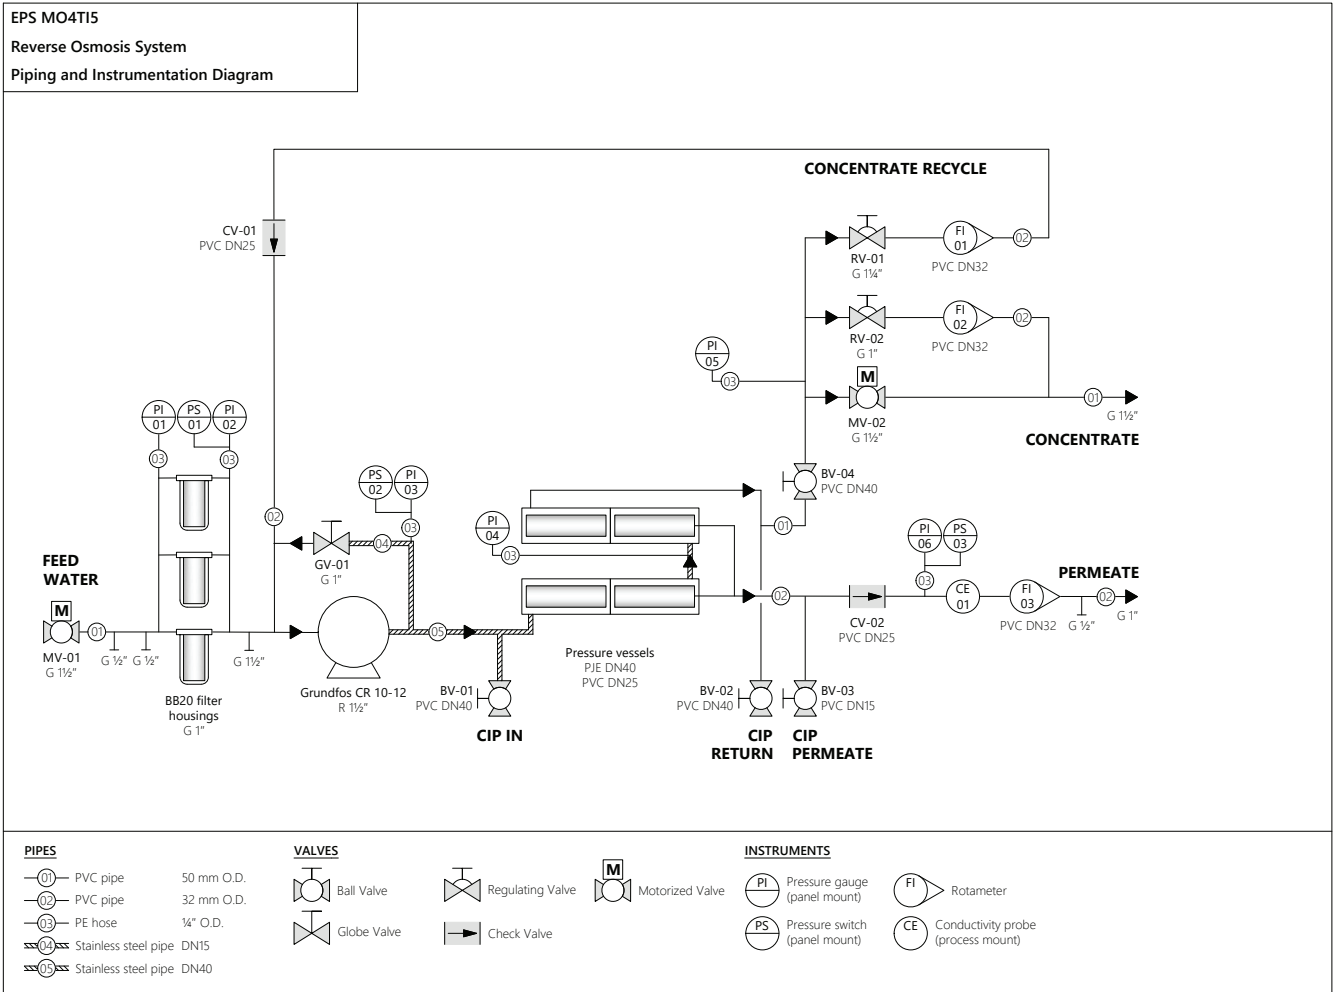 EPS MO4TI5
Reverse Osmosis System
Piping and Instrumentation Diagram
CONCENTRATE RECYCLE
CV-01
PVC DN25
FI
01
02
RV-01
G 1¼"
PVC DN32
FI
02
02
RV-02
G 1"
PVC DN32
PI
05
03
M
MV-02
G 1½"
01
G 1½"
CONCENTRATE
PI
01
PS
01
PI
02
03
03
PS
02
PI
03
03
BV-04
PVC DN40
02
PI
04
03
01
04
GV-01
G 1"
PI
06
PS
03
03
FEED
WATER
M
MV-01
G 1½"
01
G ½"
G ½"
G 1½"
BB20 filter
housings
G 1"
Grundfos CR 10-12
R 1½"
05
Pressure vessels
PJE DN40
PVC DN25
02
CV-02
PVC DN25
CE
01
FI
03
PVC DN32
G ½"
02
G 1"
PERMEATE
BV-01
PVC DN40
CIP IN
BV-02
PVC DN40
CIP
RETURN
BV-03
PVC DN15
CIP
PERMEATE
PIPES
01 PVC pipe 50 mm O.D.
02 PVC pipe 32 mm O.D.
03 PE hose ¼" O.D.
04 Stainless steel pipe DN15
05 Stainless steel pipe DN40
VALVES
Ball Valve
Globe Valve
Regulating Valve
Check Valve
M
Motorized Valve
INSTRUMENTS
PI
Pressure gauge
(panel mount)
PS
Pressure switch
(panel mount)
FI
Rotameter
CE
Conductivity probe
(process mount)